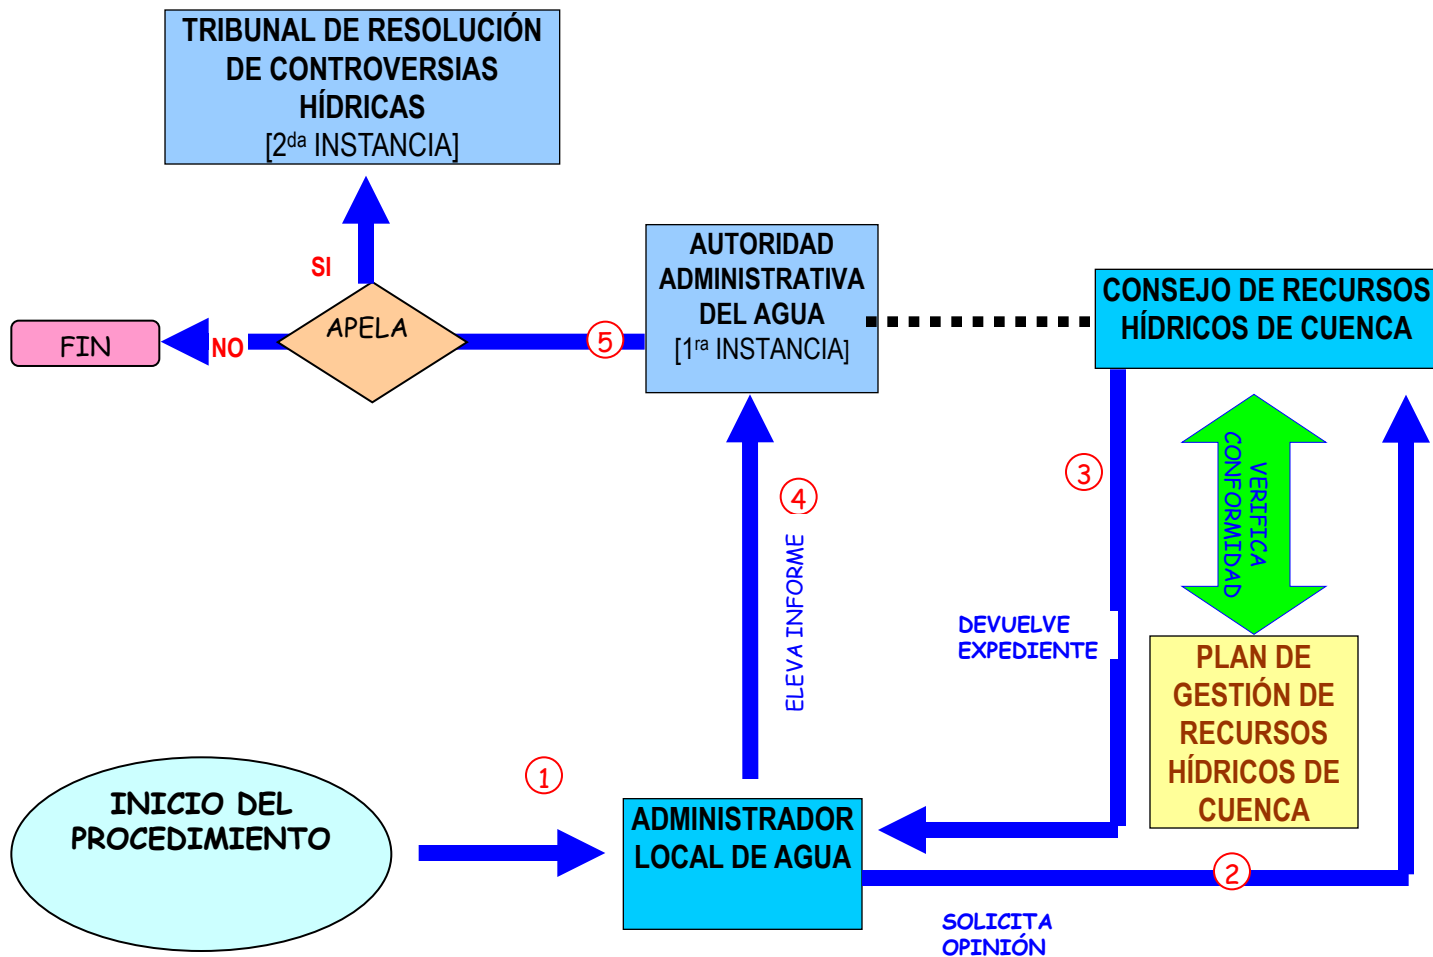 TRIBUNAL DE RESOLUCIÓN
DE CONTROVERSIAS
HÍDRICAS
[2da INSTANCIA]
SI
APELA
NO
FIN
5
AUTORIDAD
ADMINISTRATIVA
DEL AGUA
[1ra INSTANCIA]
CONSEJO DE RECURSOS
HÍDRICOS DE CUENCA
3
VERIFICA
CONFORMIDAD
4
ELEVA INFORME
DEVUELVE
EXPEDIENTE
PLAN DE
GESTIÓN DE
RECURSOS
HÍDRICOS DE
CUENCA
1
INICIO DEL
PROCEDIMIENTO
ADMINISTRADOR
LOCAL DE AGUA
2
SOLICITA
OPINIÓN